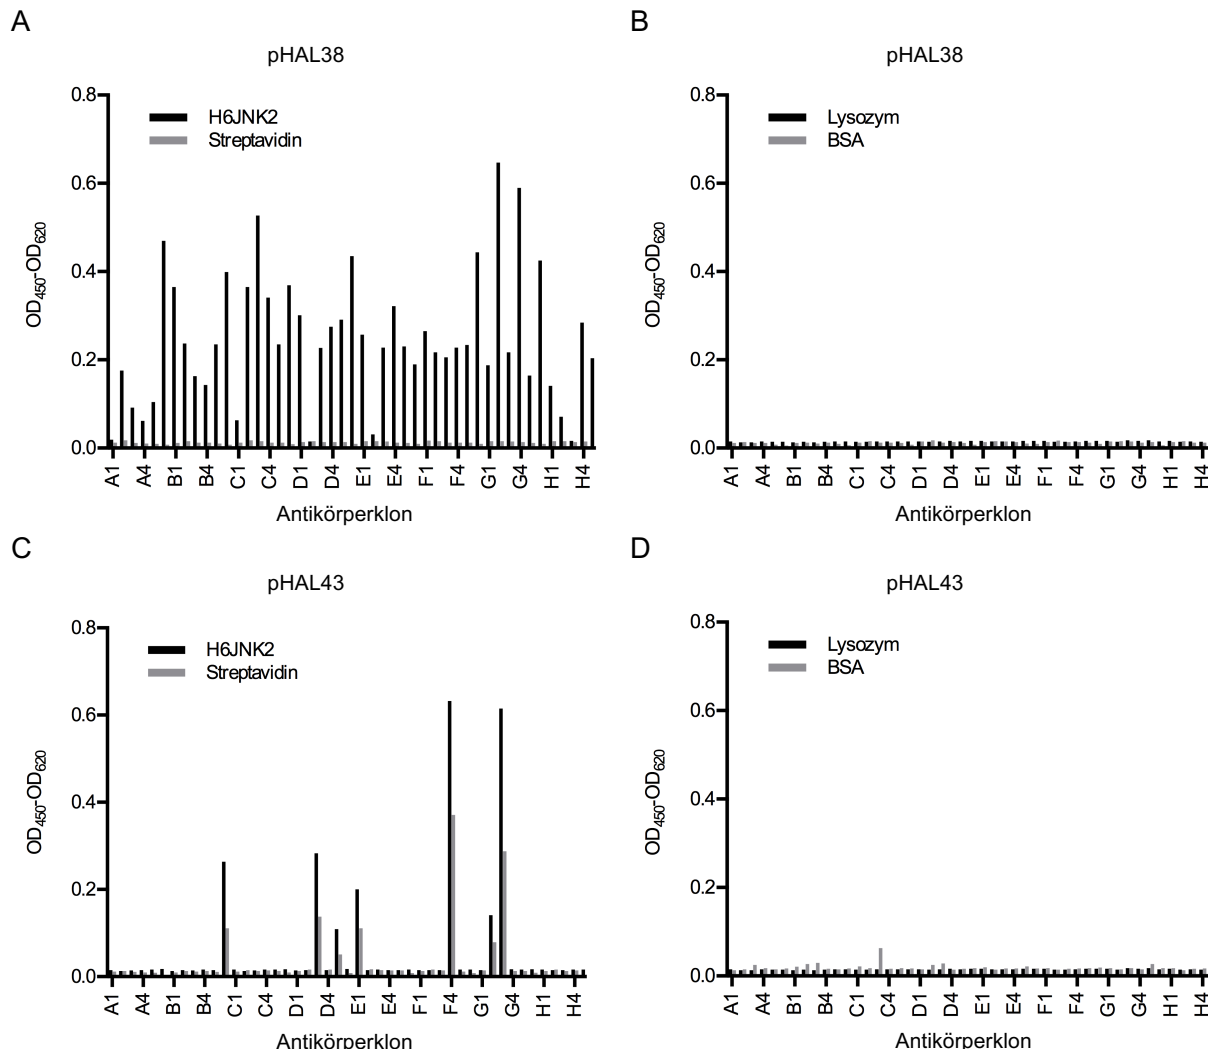 A
pHAL38
0.8
0.6
0.4
0.2
0.0
OD450-OD620
H6JNK2
Streptavidin
A1 A4 B1 B4 C1 C4 D1 D4 E1 E4 F1 F4 G1 G4 H1 H4
Antikörperklon
B
pHAL38
0.8
0.6
0.4
0.2
0.0
OD450-OD620
Lysozym
BSA
A1 A4 B1 B4 C1 C4 D1 D4 E1 E4 F1 F4 G1 G4 H1 H4
Antikörperklon
C
pHAL43
0.8
0.6
0.4
0.2
0.0
OD450-OD620
H6JNK2
Streptavidin
A1 A4 B1 B4 C1 C4 D1 D4 E1 E4 F1 F4 G1 G4 H1 H4
Antikörperklon
D
pHAL43
0.8
0.6
0.4
0.2
0.0
OD450-OD620
Lysozym
BSA
A1 A4 B1 B4 C1 C4 D1 D4 E1 E4 F1 F4 G1 G4 H1 H4
Antikörperklon